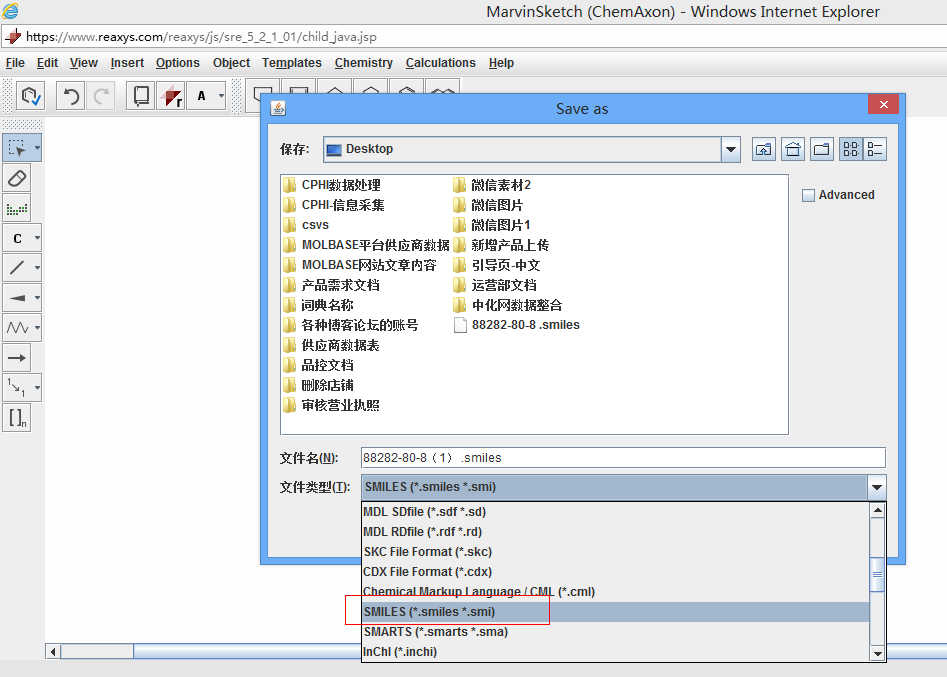 MarvinSketch (ChemAxon) - Windows Internet Explorer
https://www.reaxys.com/reaxys/js/sre_5_2_1_01/child_java.jsp
File Edit View Insert Options Object Templates Chemistry Calculations Help
r A
Save as
保存: Desktop
Advanced
CPHI数据处理
CPHI-信息采集
csvs
MOLBASE平台供应商数据
MOLBASE网站文章内容
产品需求文档
词典名称
各种博客论坛的账号
供应商数据表
品控文档
删除店铺
审核营业执照
微信素材2
微信图片
微信图片1
新增产品上传
引导页-中文
运营部文档
中化网数据整合
88282-80-8 .smiles
C
1 1
[]n
文件名(N): 88282-80-8（1） .smiles
文件类型(T): SMILES (*.smiles *.smi)
MDL SDfile (*.sdf *.sd)
MDL RDfile (*.rdf *.rd)
SKC File Format (*.skc)
CDX File Format (*.cdx)
Chemical Markup Language / CML (*.cml)
SMILES (*.smiles *.smi)
SMARTS (*.smarts *.sma)
InChI (*.inchi)